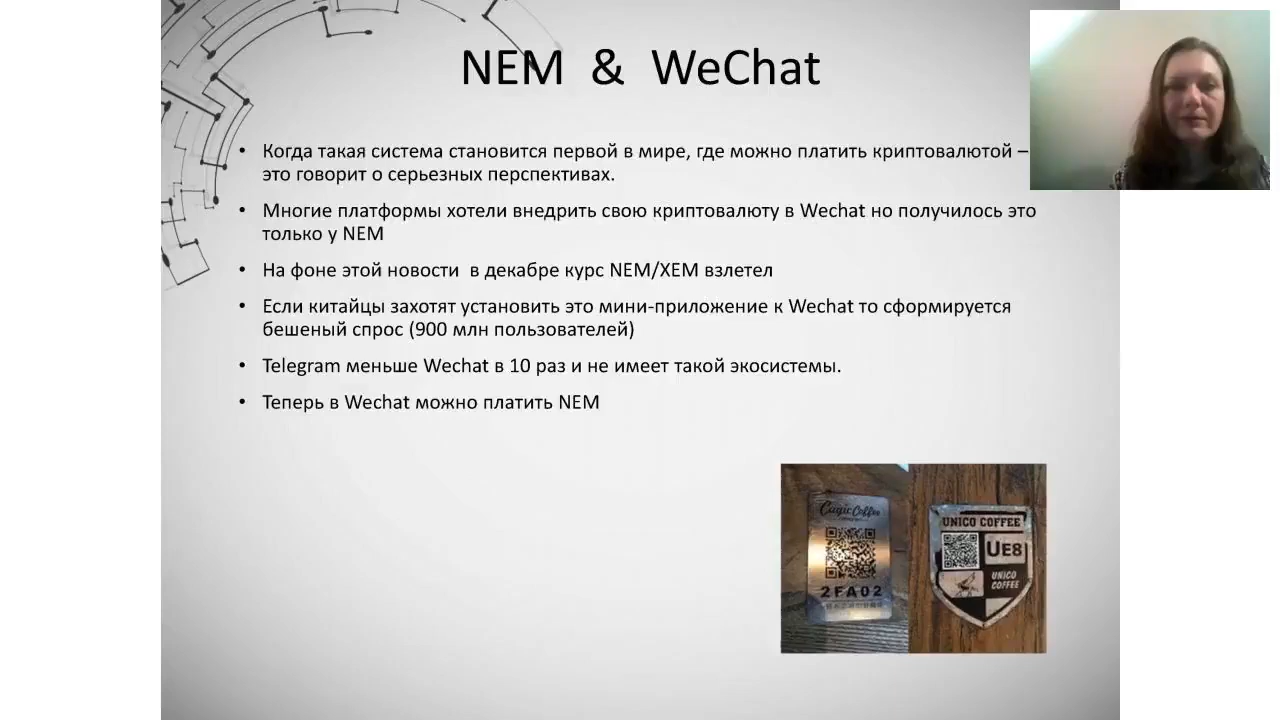 NEM & WeChat
• Когда такая система становится первой в мире, где можно платить криптовалютой –
это говорит о серьезных перспективах.
• Многие платформы хотели внедрить свою криптовалюту в Wechat но получилось это
только у NEM
• На фоне этой новости в декабре курс NEM/XEM взлетел
• Если китайцы захотят установить это мини-приложение к Wechat то сформируется
бешеный спрос (900 млн пользователей)
• Telegram меньше Wechat в 10 раз и не имеет такой экосистемы.
• Теперь в Wechat можно платить NEM
Coffee
2FA02
UNICO COFFEE
UE8
UNICO
COFFEE